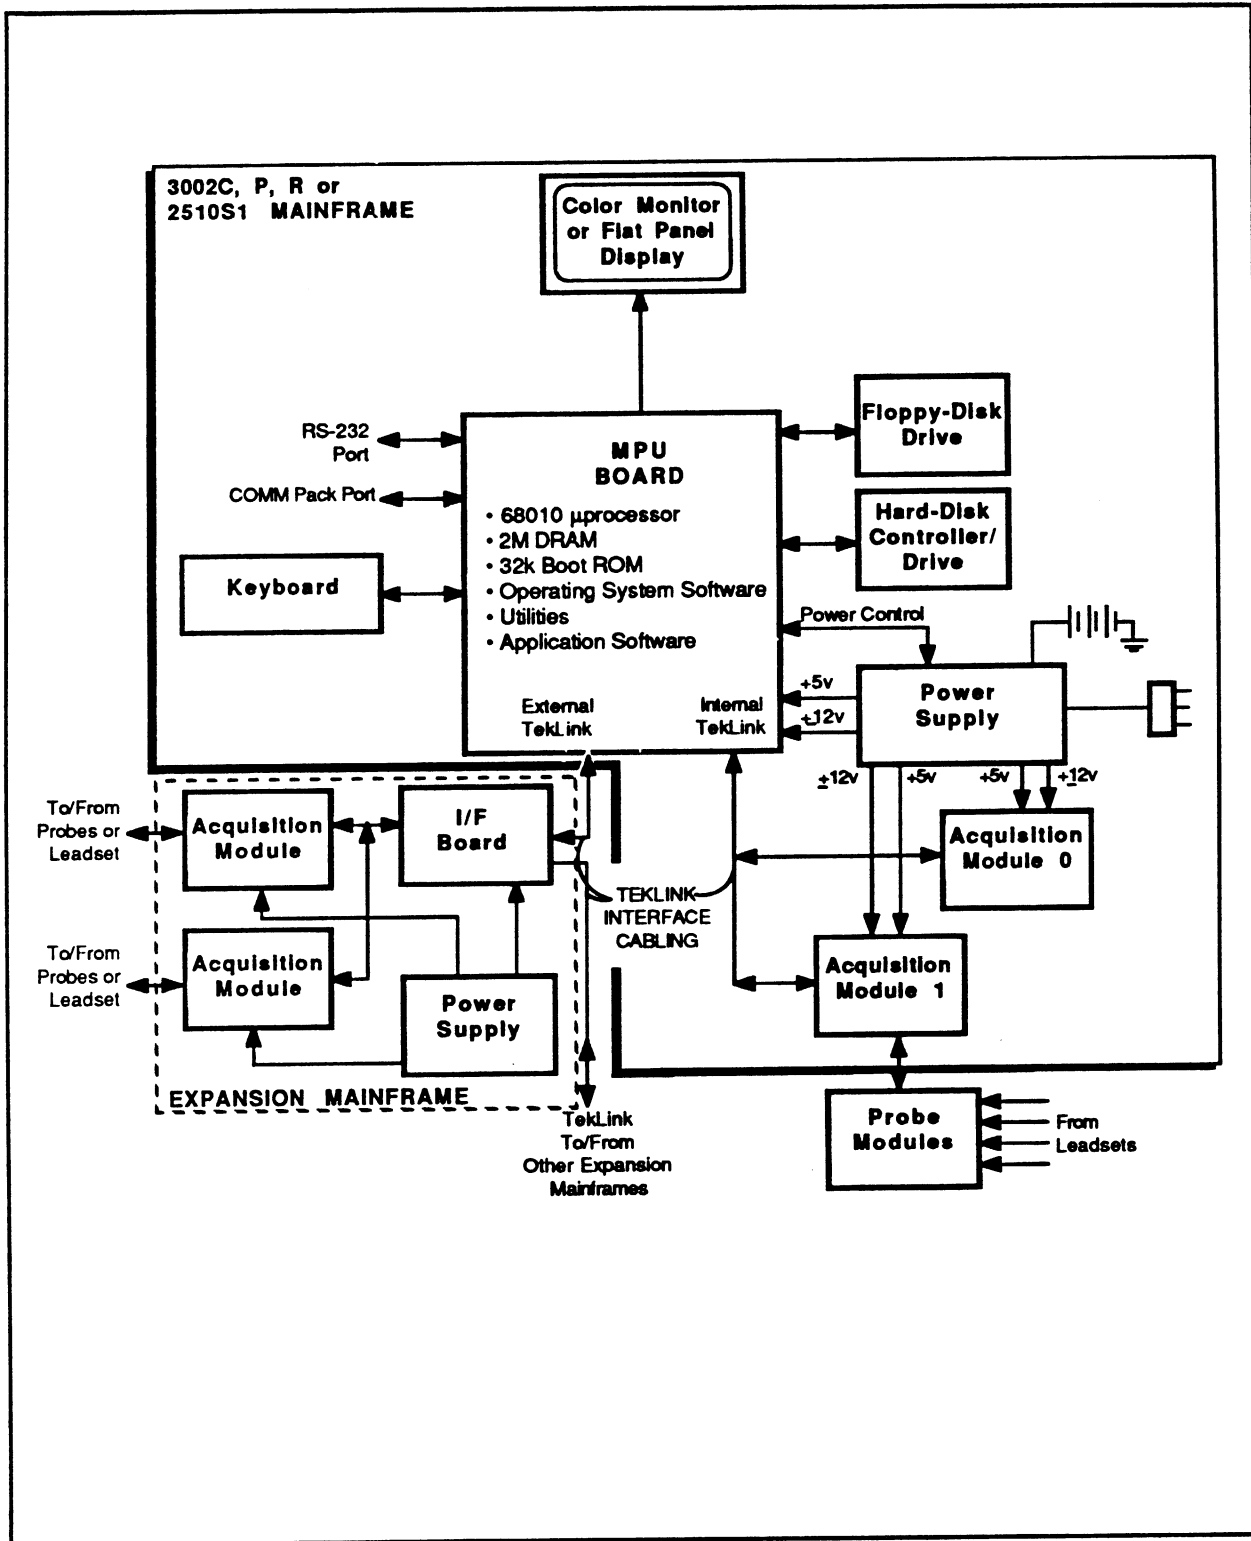 3002C, P, R or
2510S1 MAINFRAME
Color Monitor
or Flat Panel
Display
Floppy-Disk
Drive
RS-232
Port
COMM Pack Port
Keyboard
MPU
BOARD
• 68010 µprocessor
• 2M DRAM
• 32k Boot ROM
• Operating System Software
• Utilities
• Application Software
External
TekLink
Internal
TekLink
Hard-Disk
Controller/
Drive
Power Control
+5v
±12v
Power
Supply
±12v
+5v
+5v
±12v
To/From
Probes or
Leadset
Acquisition
Module
I/F
Board
Acquisition
Module 0
TEKLINK
INTERFACE
CABLING
To/From
Probes or
Leadset
Acquisition
Module
Power
Supply
Acquisition
Module 1
EXPANSION MAINFRAME
TekLink
To/From
Other Expansion
Mainframes
Probe
Modules
From
Leadsets